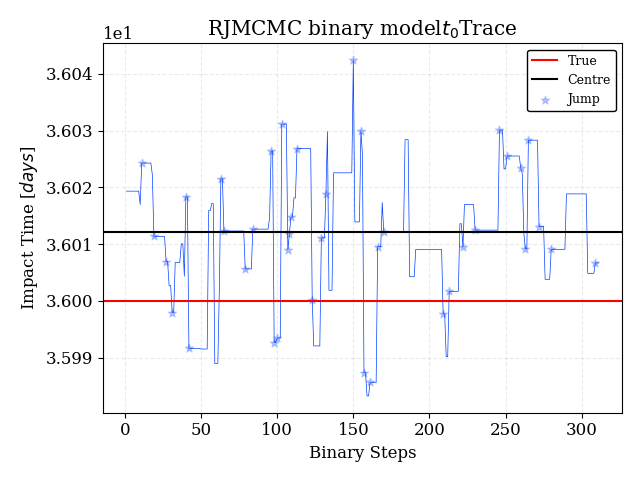 RJMCMC binary modelt₀Trace
1e1
3.604
3.603
3.602
3.601
3.600
3.599
Impact Time [days]
True
Centre
Jump
0 50 100 150 200 250 300
Binary Steps